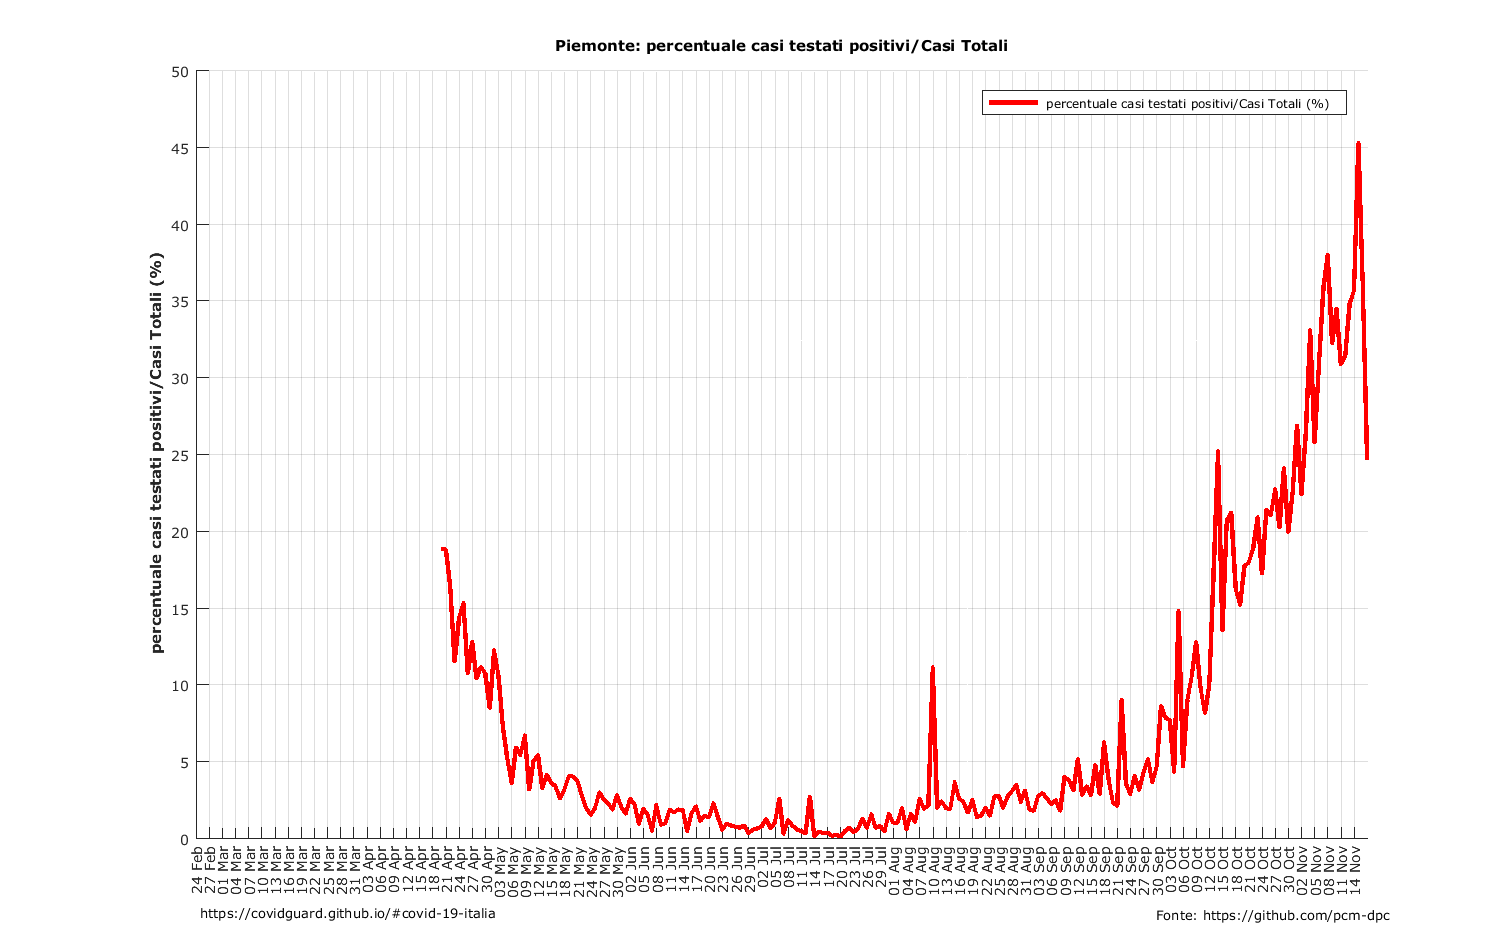 Piemonte: percentuale casi testati positivi/Casi Totali
percentuale casi testati positivi/Casi Totali (%)
percentuale casi testati positivi/Casi Totali (%)
50
45
40
35
30
25
20
15
10
5
0
24 Feb
27 Feb
01 Mar
04 Mar
07 Mar
10 Mar
13 Mar
16 Mar
19 Mar
22 Mar
25 Mar
28 Mar
31 Mar
03 Apr
06 Apr
09 Apr
12 Apr
15 Apr
18 Apr
21 Apr
24 Apr
27 Apr
30 Apr
03 May
06 May
09 May
12 May
15 May
18 May
21 May
24 May
27 May
30 May
02 Jun
05 Jun
08 Jun
11 Jun
14 Jun
17 Jun
20 Jun
23 Jun
26 Jun
29 Jun
02 Jul
05 Jul
08 Jul
11 Jul
14 Jul
17 Jul
20 Jul
23 Jul
26 Jul
29 Jul
01 Aug
04 Aug
07 Aug
10 Aug
13 Aug
16 Aug
19 Aug
22 Aug
25 Aug
28 Aug
31 Aug
03 Sep
06 Sep
09 Sep
12 Sep
15 Sep
18 Sep
21 Sep
24 Sep
27 Sep
30 Sep
03 Oct
06 Oct
09 Oct
12 Oct
15 Oct
18 Oct
21 Oct
24 Oct
27 Oct
30 Oct
02 Nov
05 Nov
08 Nov
11 Nov
14 Nov
https://covidguard.github.io/#covid-19-italia
Fonte: https://github.com/pcm-dpc